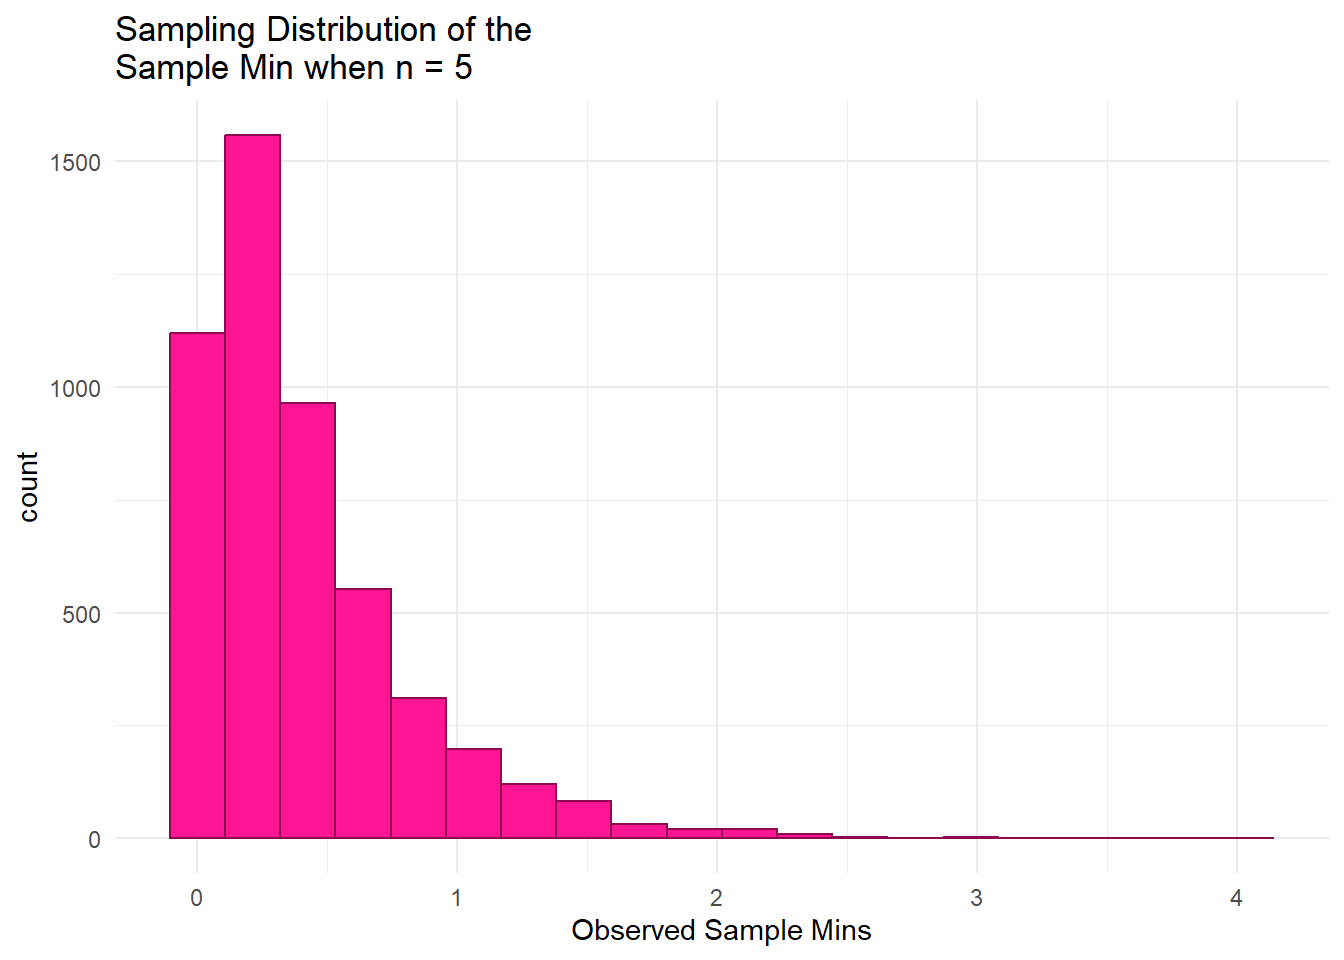 Sampling Distribution of the
Sample Min when n = 5
1500
1000
500
0
count
0 1 2 3 4
Observed Sample Mins